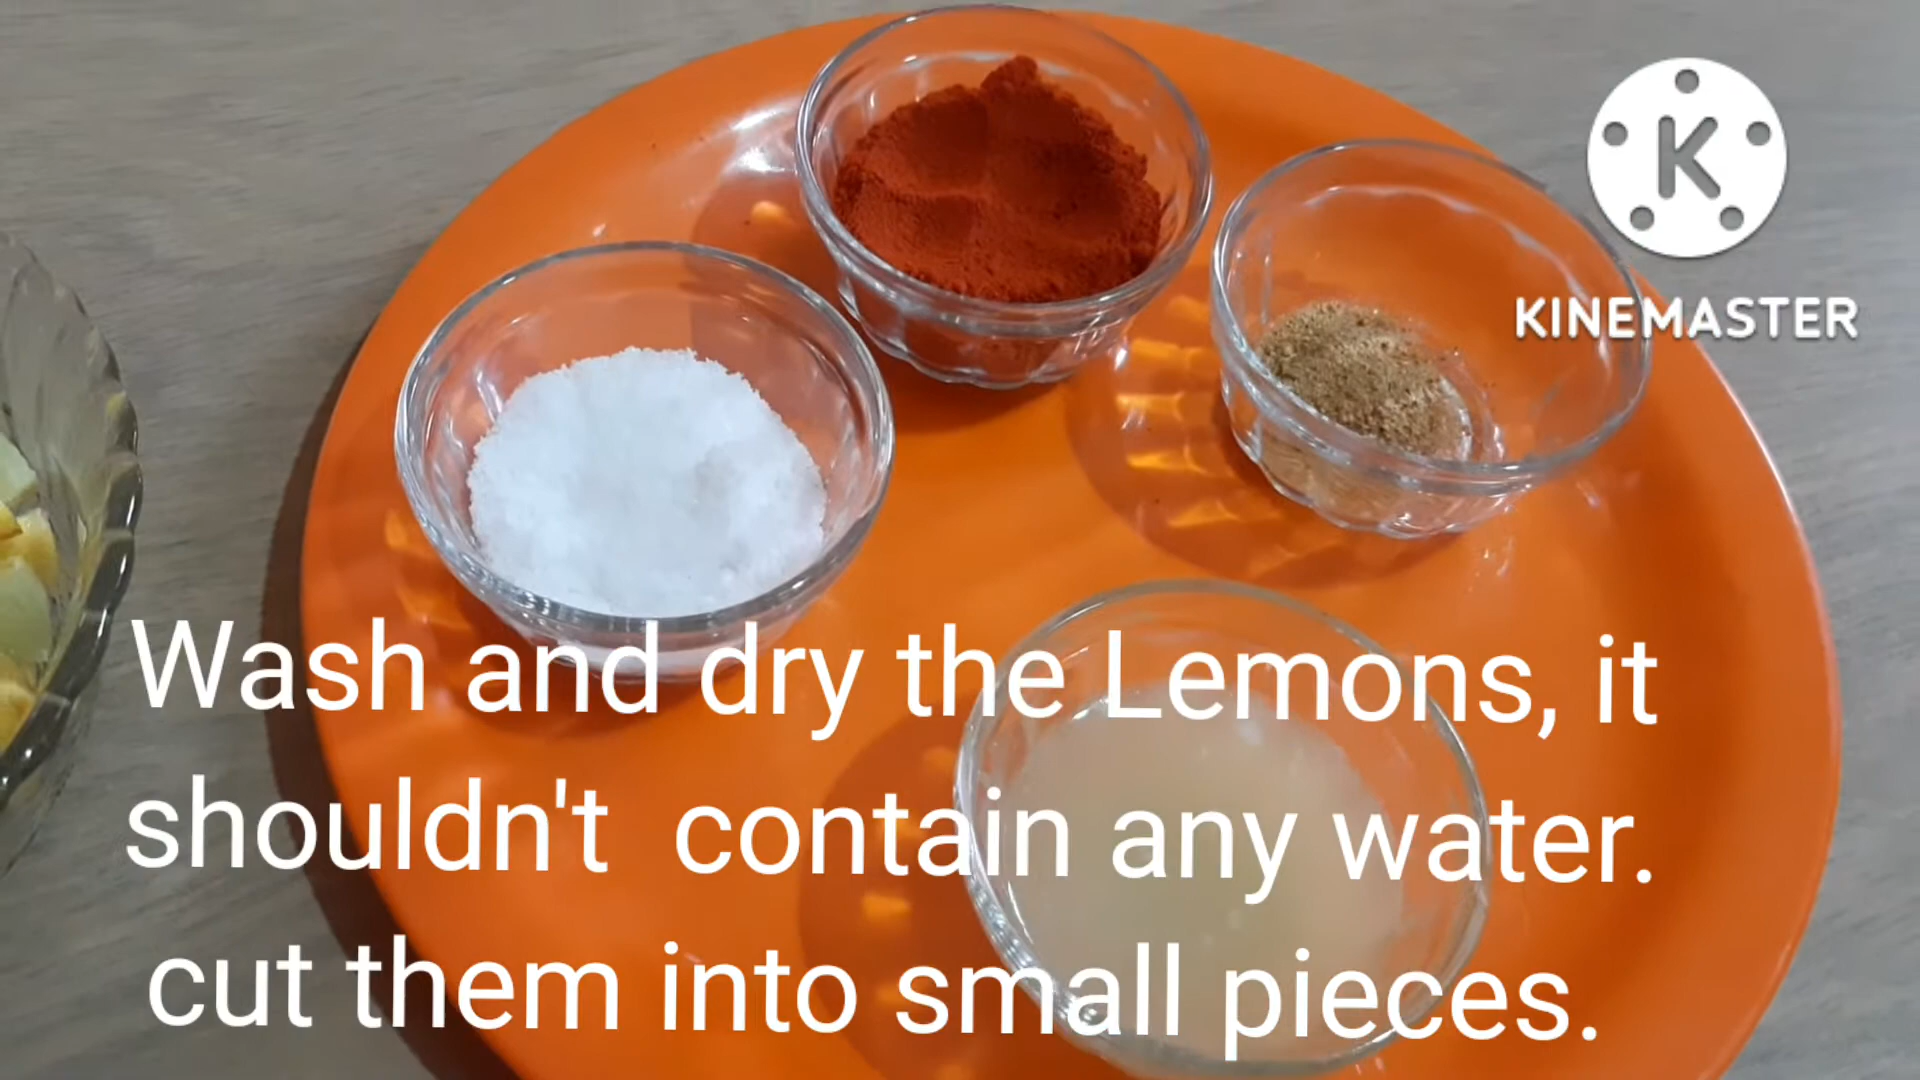 K
KINEMASTER
Wash and dry the Lemons, it
shouldn't  contain any water.
cut them into small pieces.